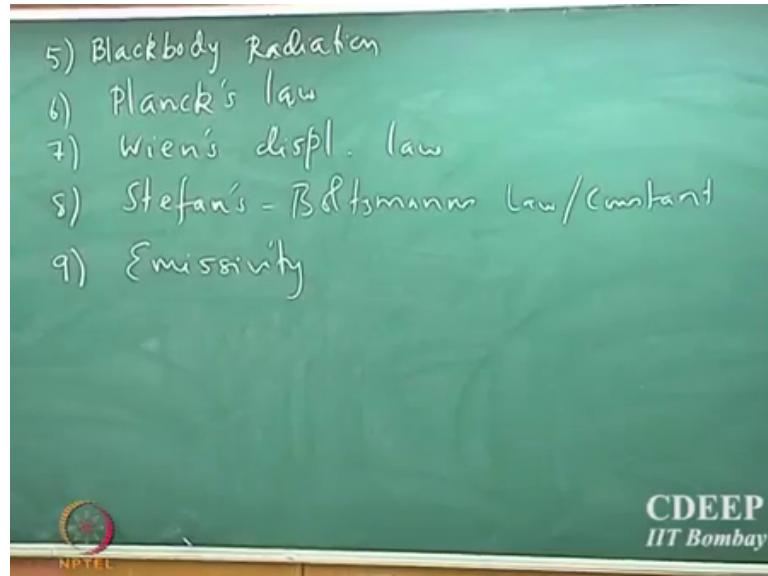 5) Blackbody Radiation
6) Planck's law
7) Wien's displ. law
8) Stefan's - Boltzmann Law/Constant
9) Emissivity
CDEEP
IIT Bombay
NPTEL